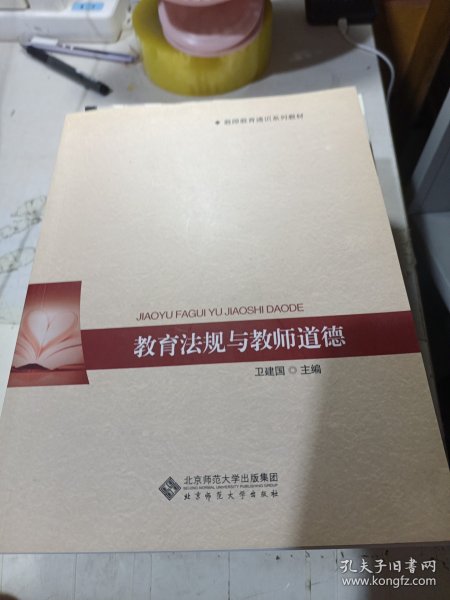 教师教育通识系列教材
JIAOYU FAGUI YU JIAOSHI DAODE
教育法规与教师道德
卫建国◎主编
北京师范大学出版集团
BEIJING NORMAL UNIVERSITY PUBLISHING GROUP
北京师范大学出版社
孔夫子旧书网
www.kongfz.com